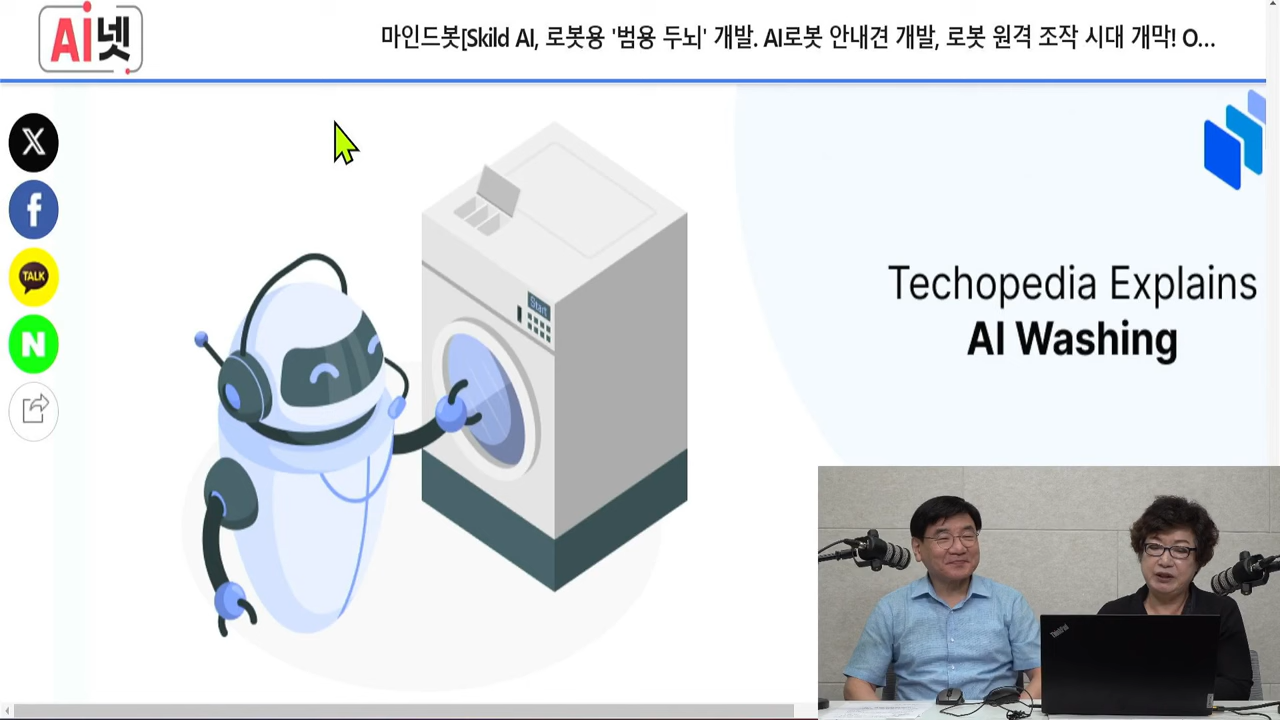 Ai넷
마인드봇[Skild AI, 로봇용 '범용 두뇌' 개발. AI로봇 안내견 개발, 로봇 원격 조작 시대 개막! O...
TALK
N
Start
Techopedia Explains
AI Washing
ThinkPad